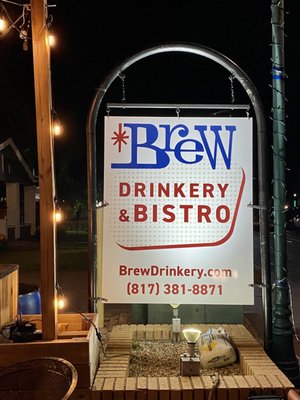 BREW
DRINKERY
& BISTRO
BrewDrinkery.com
(817) 381-8871